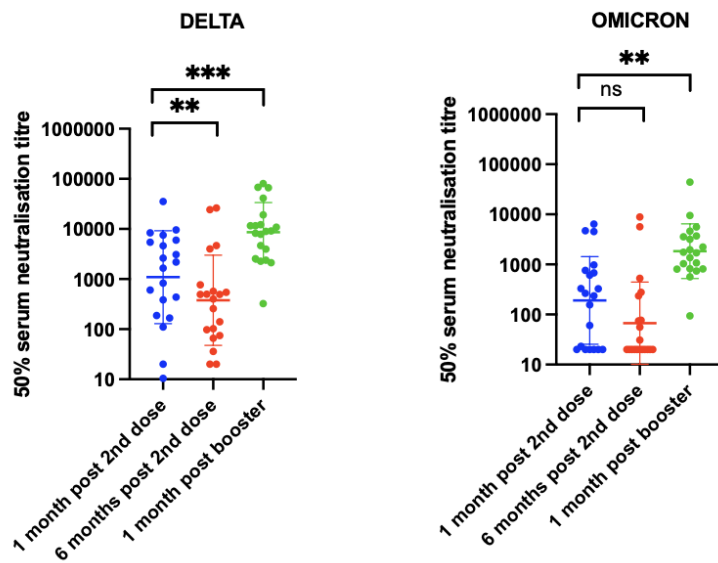 DELTA
***
**
50% serum neutralisation titre
1000000
100000
10000
1000
100
10
1 month post 2nd dose
6 months post 2nd dose
1 month post booster
OMICRON
**
ns
50% serum neutralisation titre
1000000
100000
10000
1000
100
10
1 month post 2nd dose
6 months post 2nd dose
1 month post booster